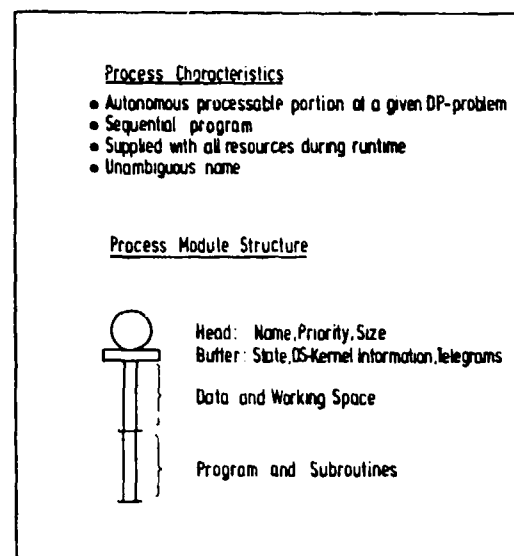 Process Characteristics
• Autonomous processable portion of a given DP-problem
• Sequential program
• Supplied with all resources during runtime
• Unambiguous name
Process Module Structure
Head: Name, Priority, Size
Buffer: State, OS-Kernel Information, Telegrams
Data and Working Space
Program and Subroutines